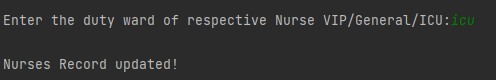 Enter the duty ward of respective Nurse VIP/General/ICU:icu
Nurses Record updated!